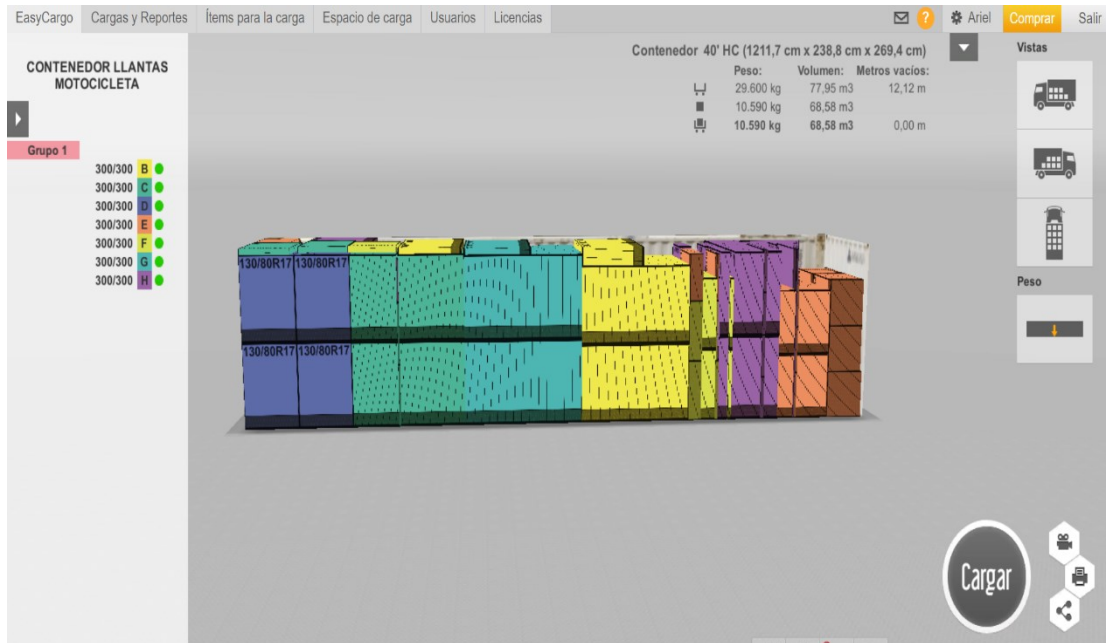 EasyCargo Cargas y Reportes Ítems para la carga Espacio de carga Usuarios Licencias ? Ariel Comprar Salir
CONTENEDOR LLANTAS
MOTOCICLETA
Grupo 1
300/300 B
300/300 C
300/300 D
300/300 E
300/300 F
300/300 G
300/300 H
Contenedor 40' HC (1211,7 cm x 238,8 cm x 269,4 cm)
Peso: Volumen: Metros vacíos:
29.600 kg 77,95 m3 12,12 m
10.590 kg 68,58 m3
10.590 kg 68,58 m3 0,00 m
130/80R17 130/80R17
130/80R17 130/80R17
Vistas
Peso
Cargar